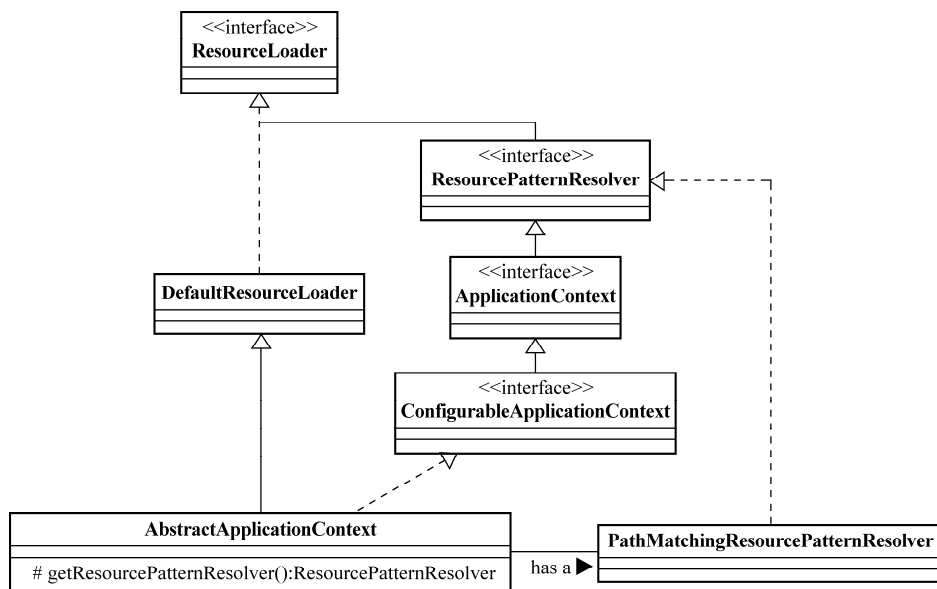 <<interface>>
ResourceLoader
<<interface>>
ResourcePatternResolver
<<interface>>
ApplicationContext
DefaultResourceLoader
<<interface>>
ConfigurableApplicationContext
AbstractApplicationContext
# getResourcePatternResolver():ResourcePatternResolver
has a
PathMatchingResourcePatternResolver